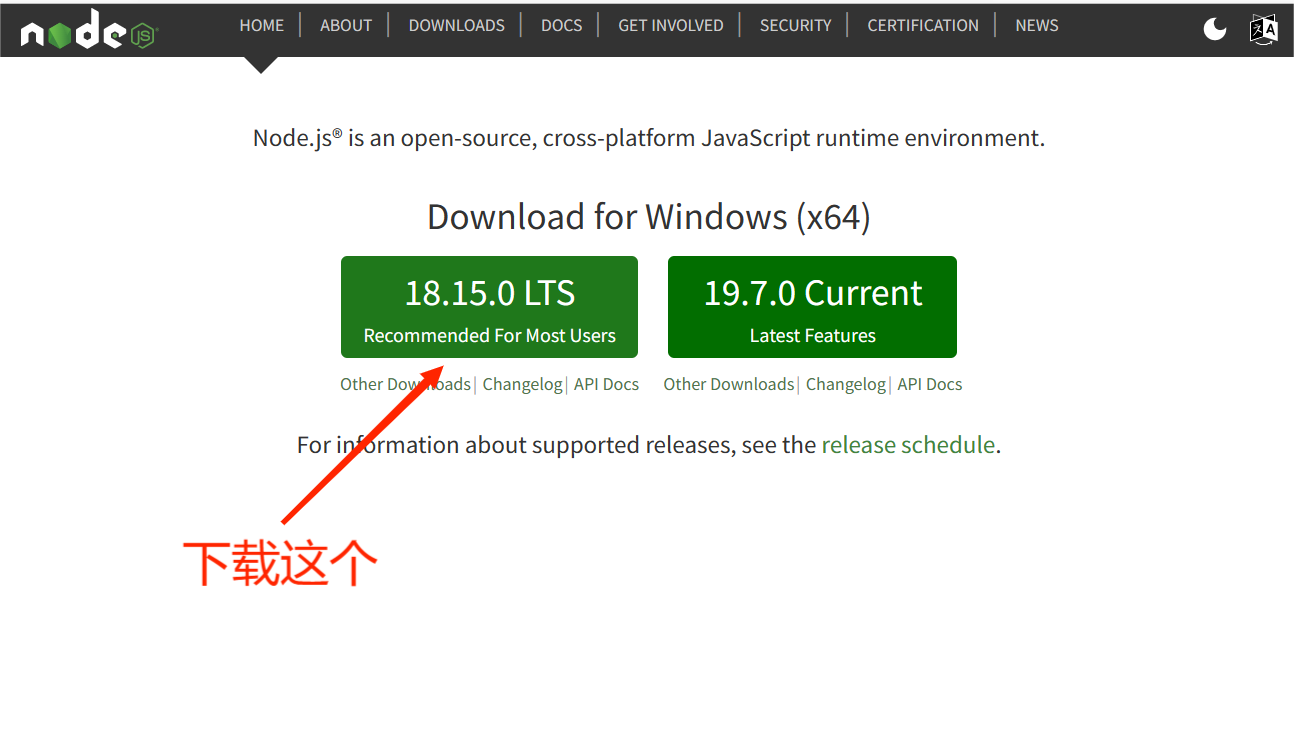 node JS
HOME | ABOUT | DOWNLOADS | DOCS | GET INVOLVED | SECURITY | CERTIFICATION | NEWS
Node.js® is an open-source, cross-platform JavaScript runtime environment.
Download for Windows (x64)
18.15.0 LTS
Recommended For Most Users
19.7.0 Current
Latest Features
Other Downloads | Changelog | API Docs
Other Downloads | Changelog | API Docs
For information about supported releases, see the release schedule.
下载这个